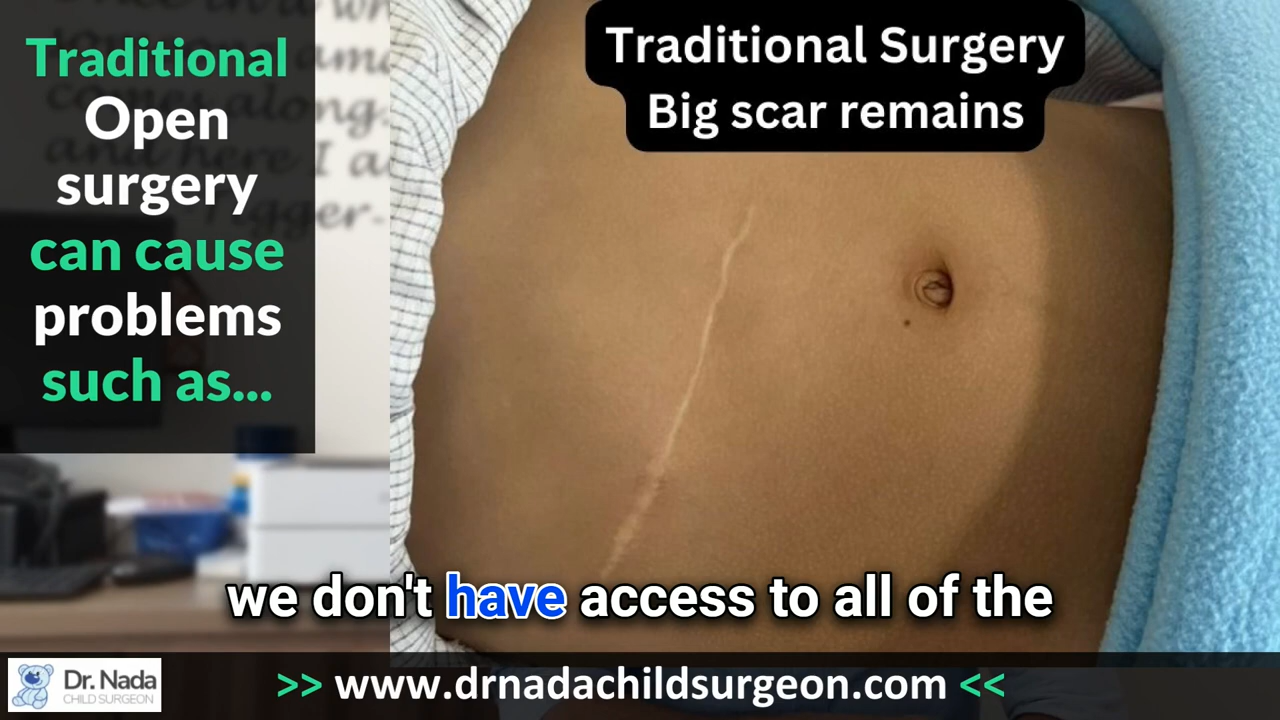 Traditional
Open
surgery
can cause
problems
such as...
Traditional Surgery
Big scar remains
we don't have access to all of the
Dr. Nada
CHILD SURGEON
>> www.drnadachildsurgeon.com <<